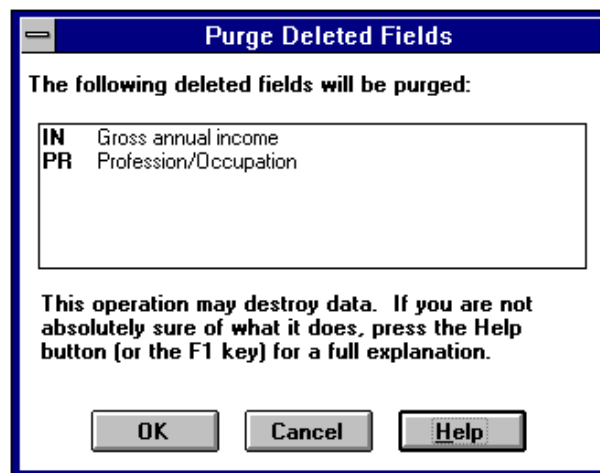 Purge Deleted Fields
The following deleted fields will be purged:
IN Gross annual income
PR Profession/Occupation
This operation may destroy data. If you are not
absolutely sure of what it does, press the Help
button (or the F1 key) for a full explanation.
OK Cancel Help